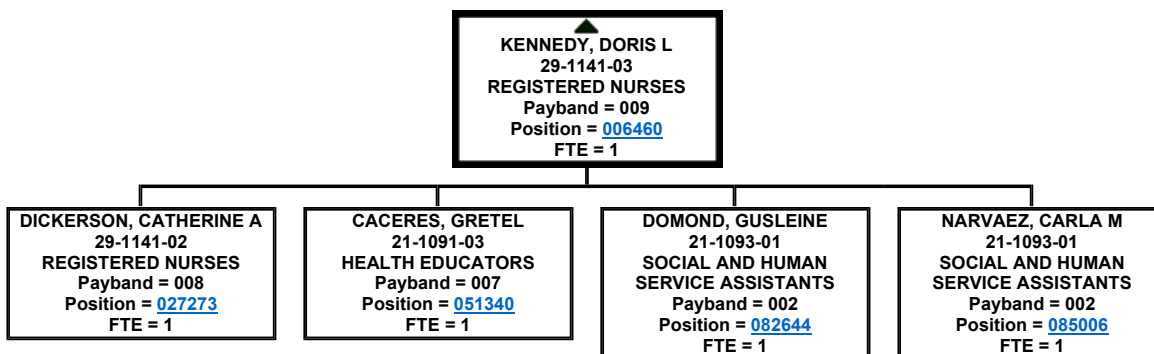 KENNEDY, DORIS L
29-1141-03
REGISTERED NURSES
Payband = 009
Position = 006460
FTE = 1
DICKERSON, CATHERINE A
29-1141-02
REGISTERED NURSES
Payband = 008
Position = 027273
FTE = 1
CACERES, GRETEL
21-1091-03
HEALTH EDUCATORS
Payband = 007
Position = 051340
FTE = 1
DOMOND, GUSLEINE
21-1093-01
SOCIAL AND HUMAN
SERVICE ASSISTANTS
Payband = 002
Position = 082644
FTE = 1
NARVAEZ, CARLA M
21-1093-01
SOCIAL AND HUMAN
SERVICE ASSISTANTS
Payband = 002
Position = 085006
FTE = 1